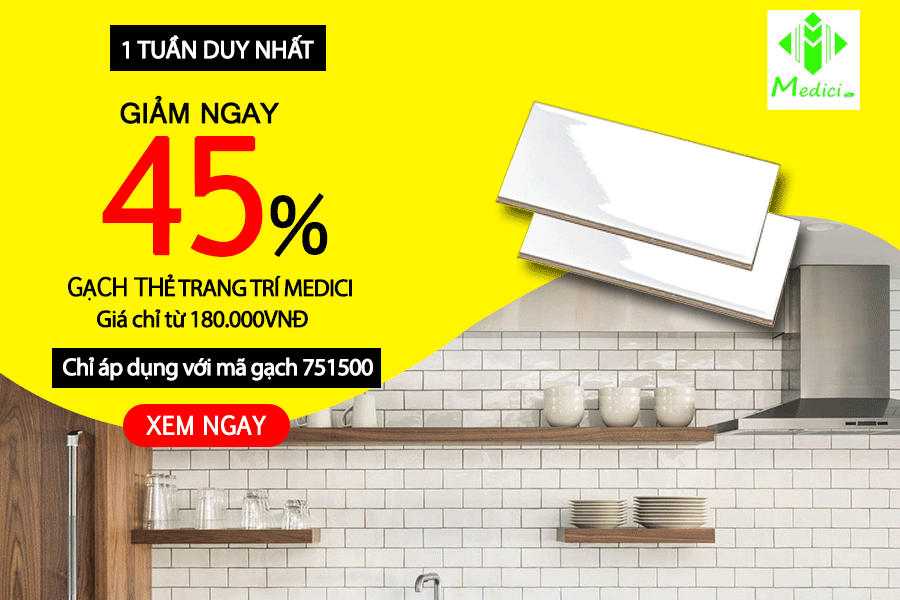 1 TUẦN DUY NHẤT
Medici
GIẢM NGAY
45%
GẠCH THẺ TRANG TRÍ MEDICI
Giá chỉ từ 180.000VNĐ
Chỉ áp dụng với mã gạch 751500
XEM NGAY